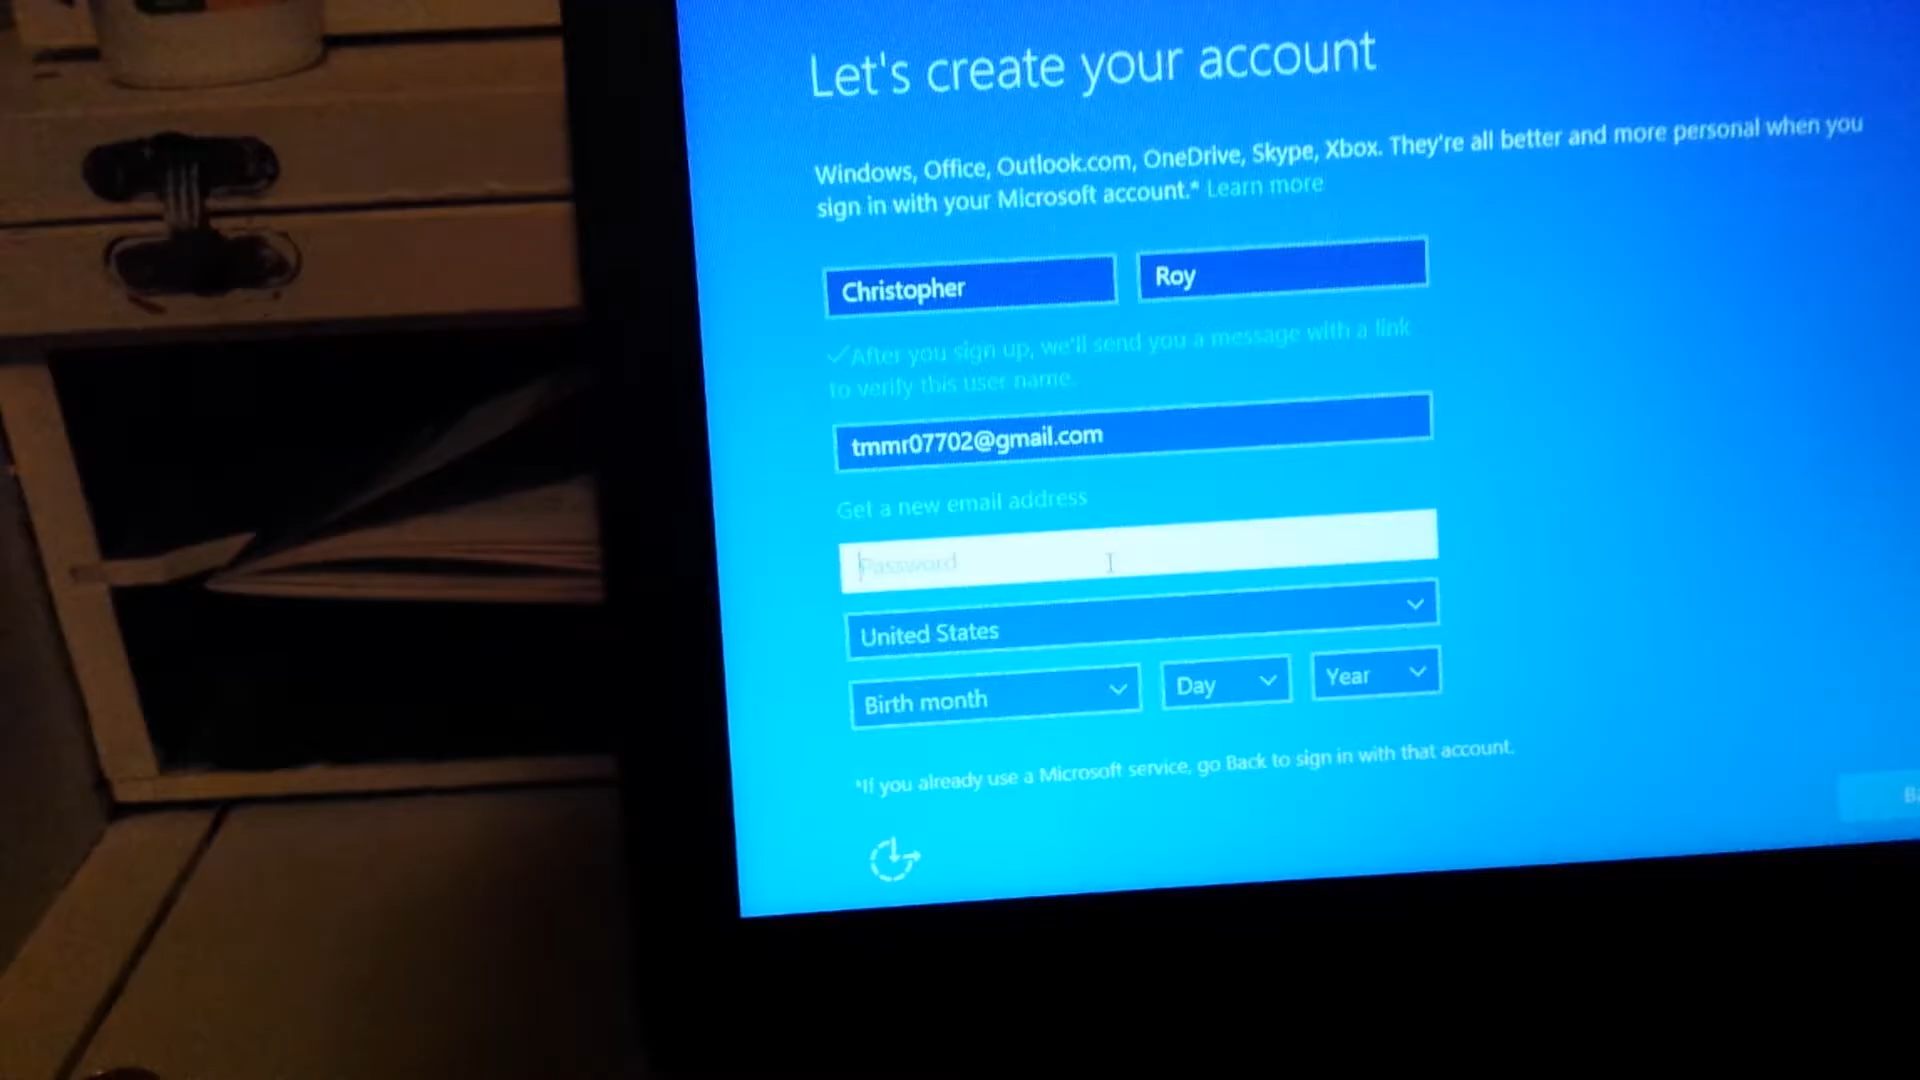 Let's create your account
Windows, Office, Outlook.com, OneDrive, Skype, Xbox. They're all better and more personal when you
sign in with your Microsoft account.* Learn more
Christopher
Roy
✓After you sign up, we'll send you a message with a link
to verify this user name.
tmmr07702@gmail.com
Get a new email address
Password
United States
Birth month
Day
Year
*If you already use a Microsoft service, go Back to sign in with that account.